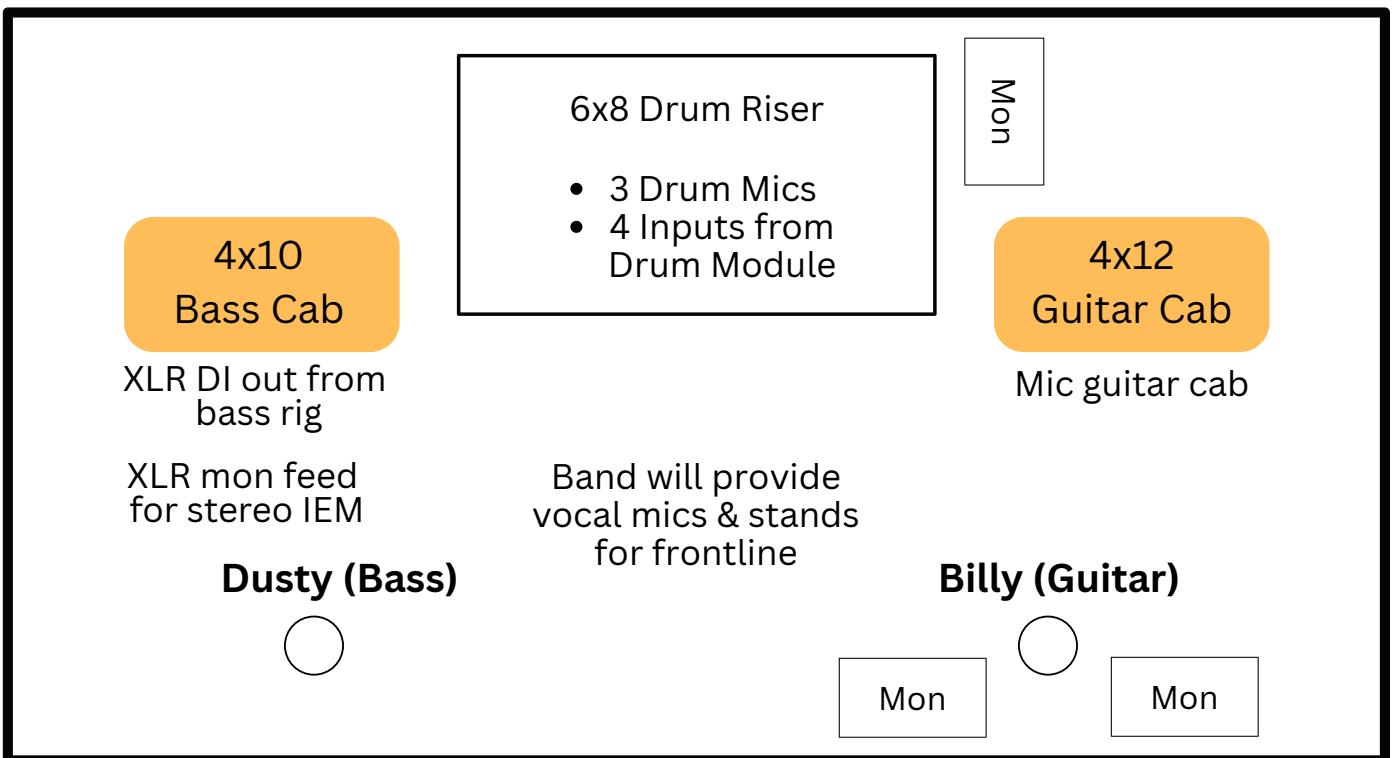 6x8 Drum Riser
• 3 Drum Mics
• 4 Inputs from
Drum Module
Mon
4x10
Bass Cab
4x12
Guitar Cab
XLR DI out from
bass rig
Mic guitar cab
XLR mon feed
for stereo IEM
Band will provide
vocal mics & stands
for frontline
Dusty (Bass)
Billy (Guitar)
Mon
Mon